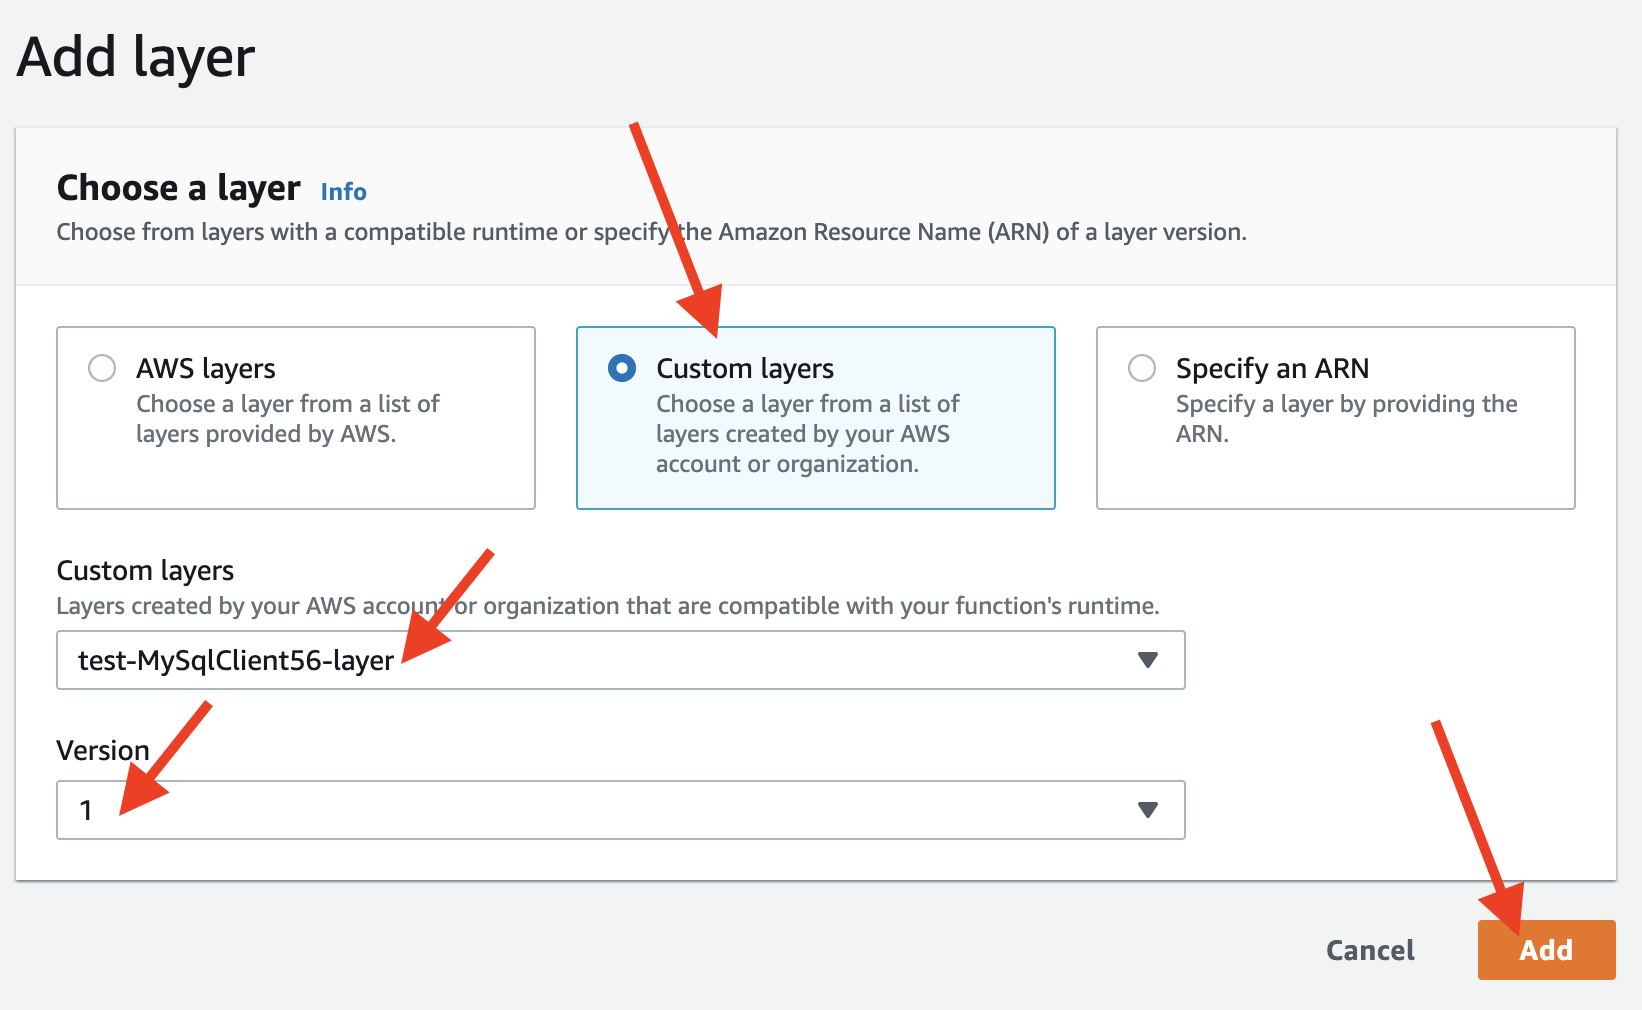 Add layer
Choose a layer Info
Choose from layers with a compatible runtime or specify the Amazon Resource Name (ARN) of a layer version.
AWS layers
Choose a layer from a list of
layers provided by AWS.
Custom layers
Choose a layer from a list of
layers created by your AWS
account or organization.
Specify an ARN
Specify a layer by providing the
ARN.
Custom layers
Layers created by your AWS account or organization that are compatible with your function's runtime.
test-MySqlClient56-layer
Version
1
Cancel
Add